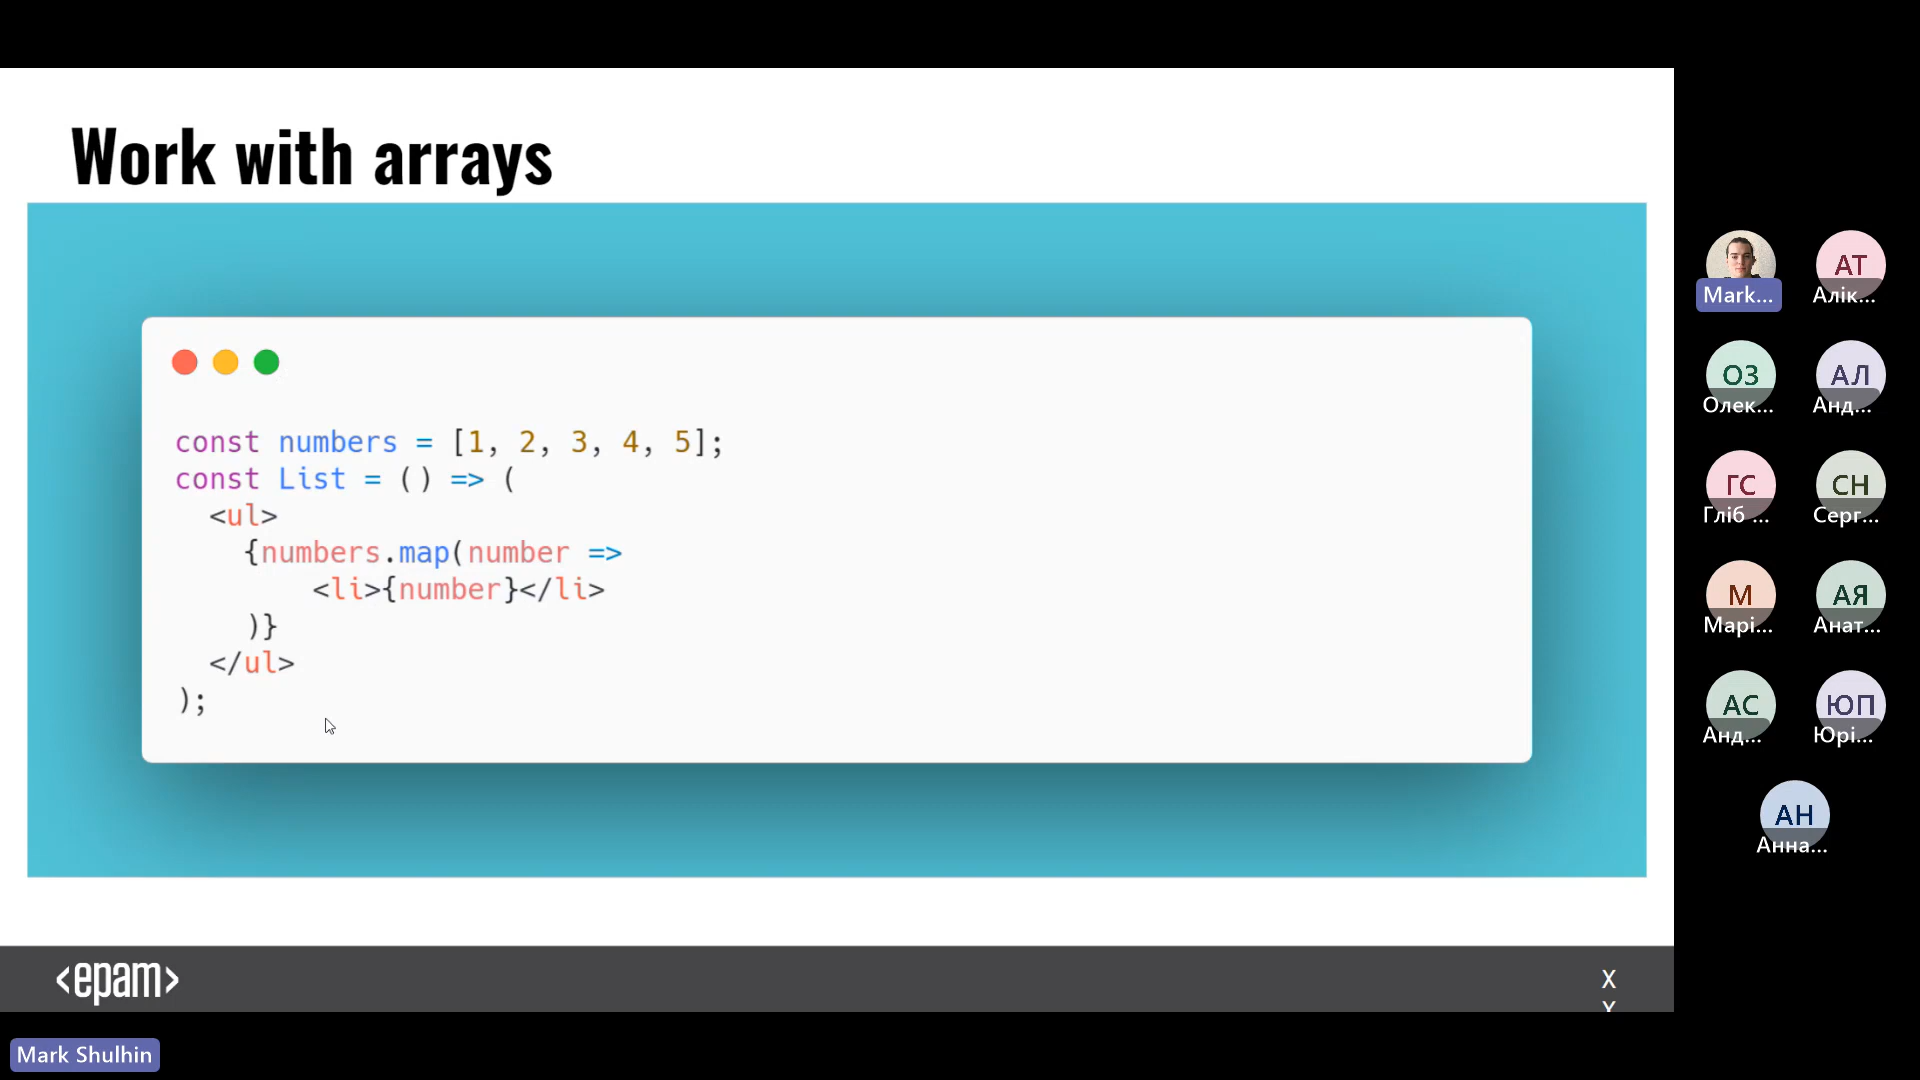 Work with arrays
const numbers = [1, 2, 3, 4, 5];
const List = () => (
<ul>
{numbers.map(number =>
<li>{number}</li>
)}
</ul>
);
<epam>
X
Mark Shulhin
Mark...
АТ
Алік...
ОЗ
Олек...
АЛ
Анд...
ГС
Гліб ...
СН
Серг...
М
Марі...
АЯ
Анат...
АС
Анд...
ЮП
Юрі...
АН
Анна...